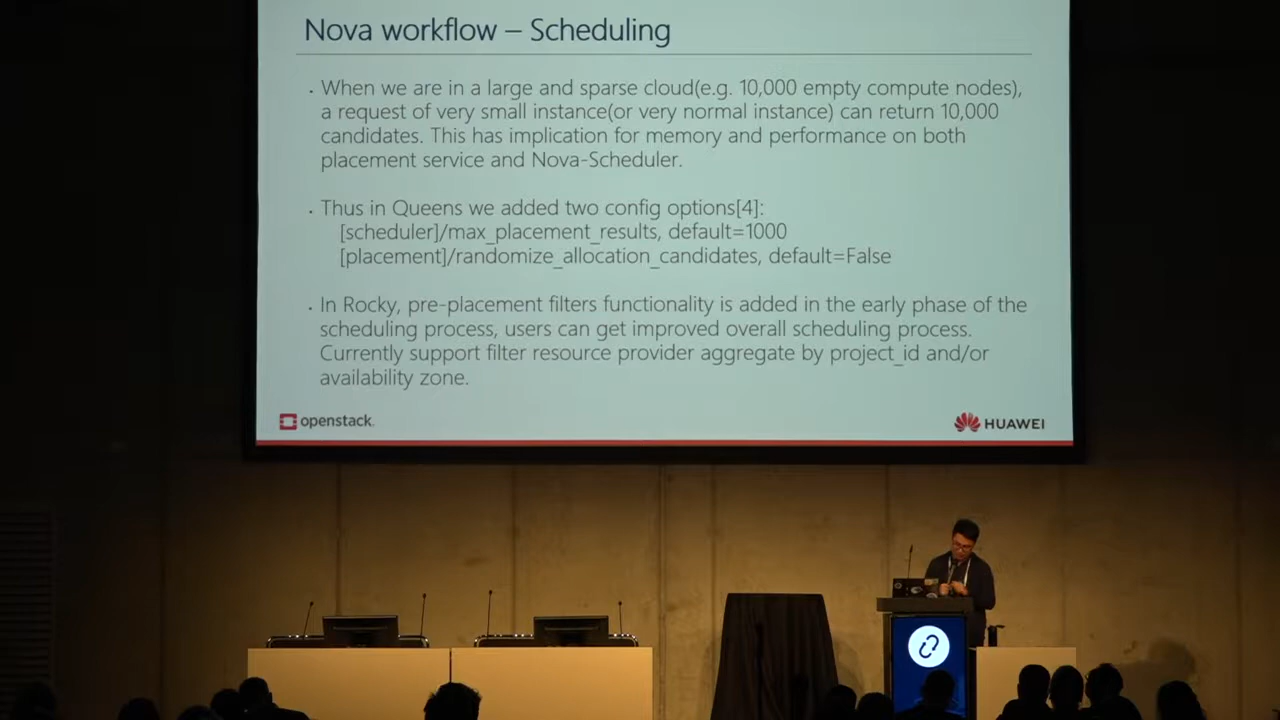 Nova workflow – Scheduling
When we are in a large and sparse cloud(e.g. 10,000 empty compute nodes),
a request of very small instance(or very normal instance) can return 10,000
candidates. This has implication for memory and performance on both
placement service and Nova-Scheduler.
Thus in Queens we added two config options[4]:
[scheduler]/max_placement_results, default=1000
[placement]/randomize_allocation_candidates, default=False
In Rocky, pre-placement filters functionality is added in the early phase of the
scheduling process, users can get improved overall scheduling process.
Currently support filter resource provider aggregate by project_id and/or
availability zone.
openstack.
HUAWEI